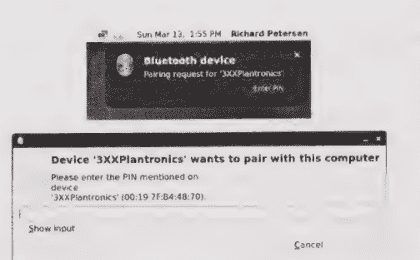 Sun Mar 13, 1:55 PM Richard Petersen
Bluetooth device
Pairing request for '3XXPlantronics'
Enter PIN
Device '3XXPlantronics' wants to pair with this computer
Please enter the PIN mentioned on
device
'3XXPlantronics' (00:19 7F:B4:48:70).
Show input
Cancel